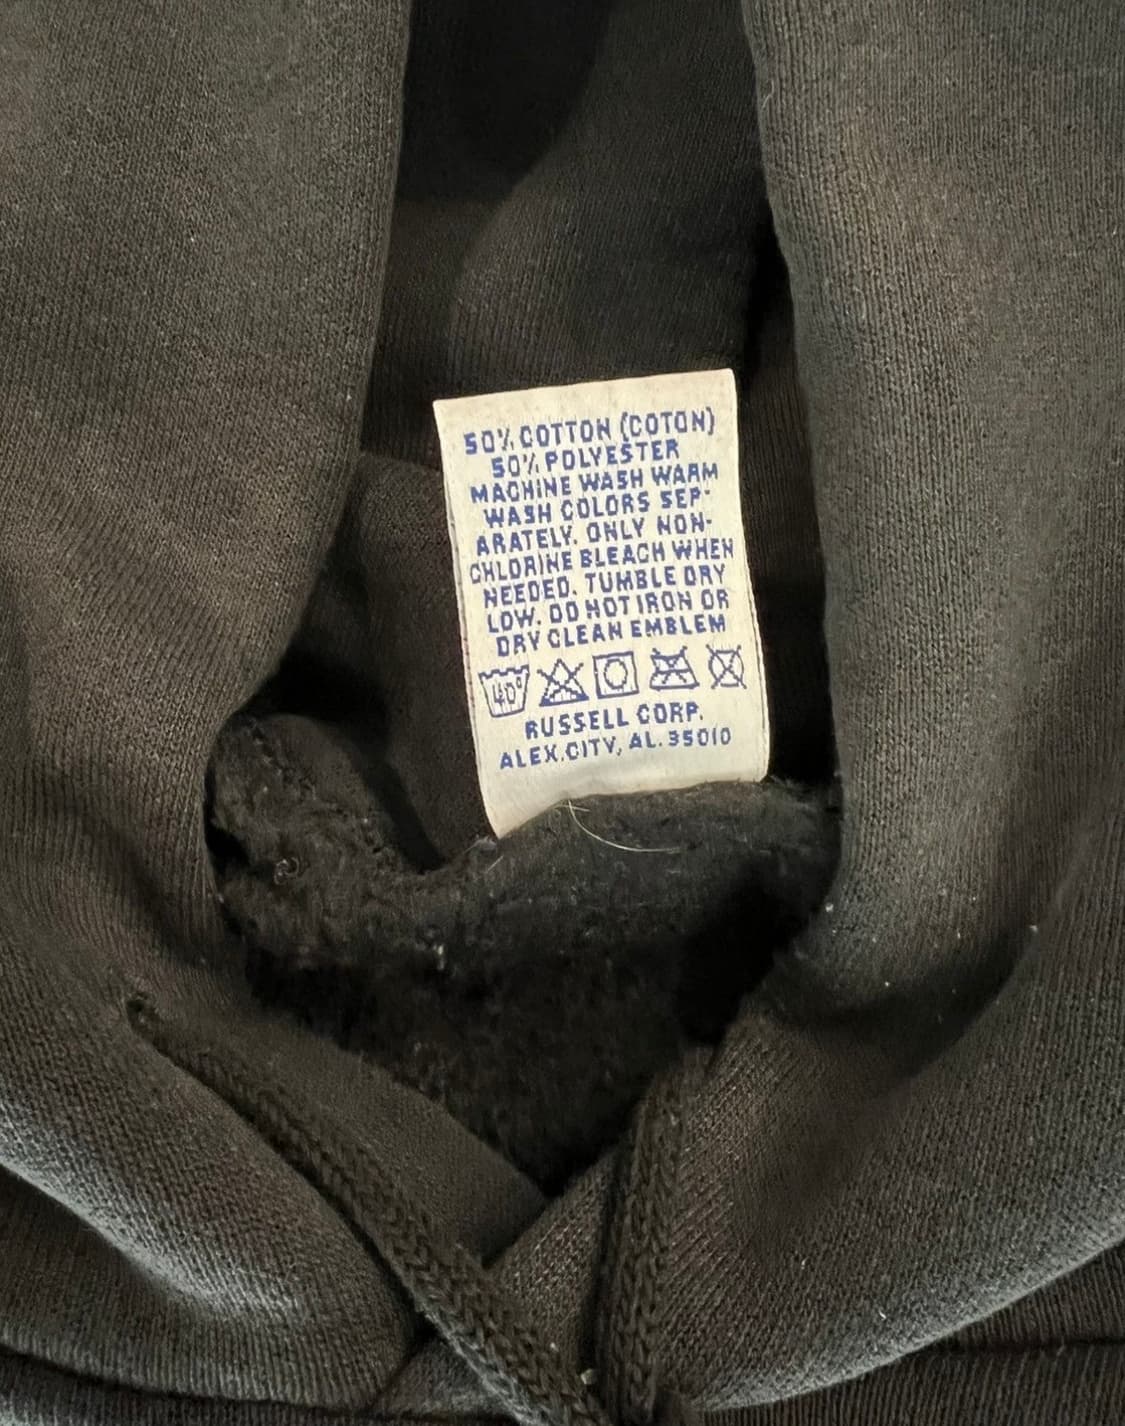 50% COTTON (COTON)
50% POLYESTER
MACHINE WASH WARM
WASH COLORS SEP-
ARATELY. ONLY NON-
CHLORINE BLEACH WHEN
NEEDED. TUMBLE DRY
LOW. DO NOT IRON OR
DRY CLEAN EMBLEM
40°
RUSSELL CORP.
ALEX.CITY, AL. 35010